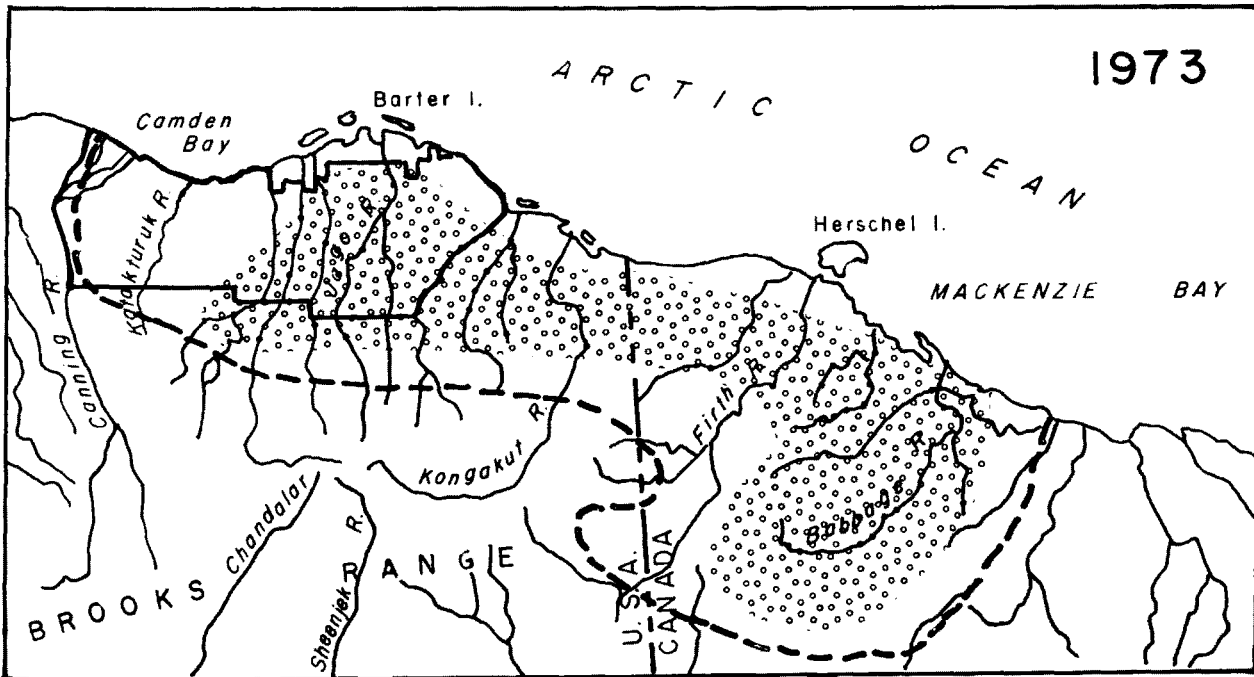 1973
ARCTIC OCEAN
Barter I.
Camden
Bay
Herschel I.
MACKENZIE BAY
Katakturuk R.
Jago R.
Canning R.
Firth R.
Kongakut R.
Babbage R.
Chandalar
Sheenjek R.
BROOKS RANGE
U.S.A.
CANADA